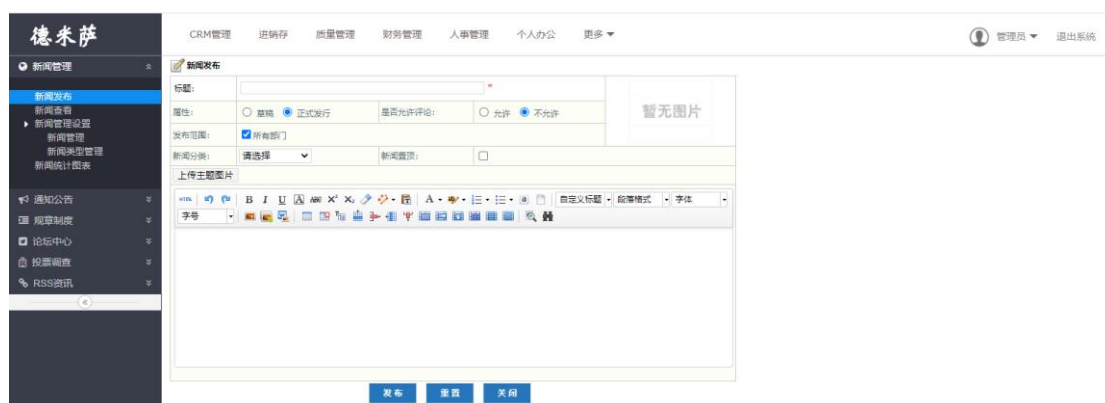 德米萨 CRM管理 进销存 质量管理 财务管理 人事管理 个人办公 更多 管理员 退出系统
新闻管理
新闻发布
新闻查看
新闻管理设置
新闻管理
新闻类型管理
新闻统计图表
通知公告
规章制度
论坛中心
投票调查
RSS资讯
新闻发布
标题: *
属性: 草稿 正式发行 是否允许评论: 允许 不允许
暂无图片
发布范围: 所有部门
新闻分类: 请选择 新闻置顶:
上传主题图片
HTML B I U A ABC X² X₂ A 自定义标题 段落格式 字体
字号
发布 重置 关闭